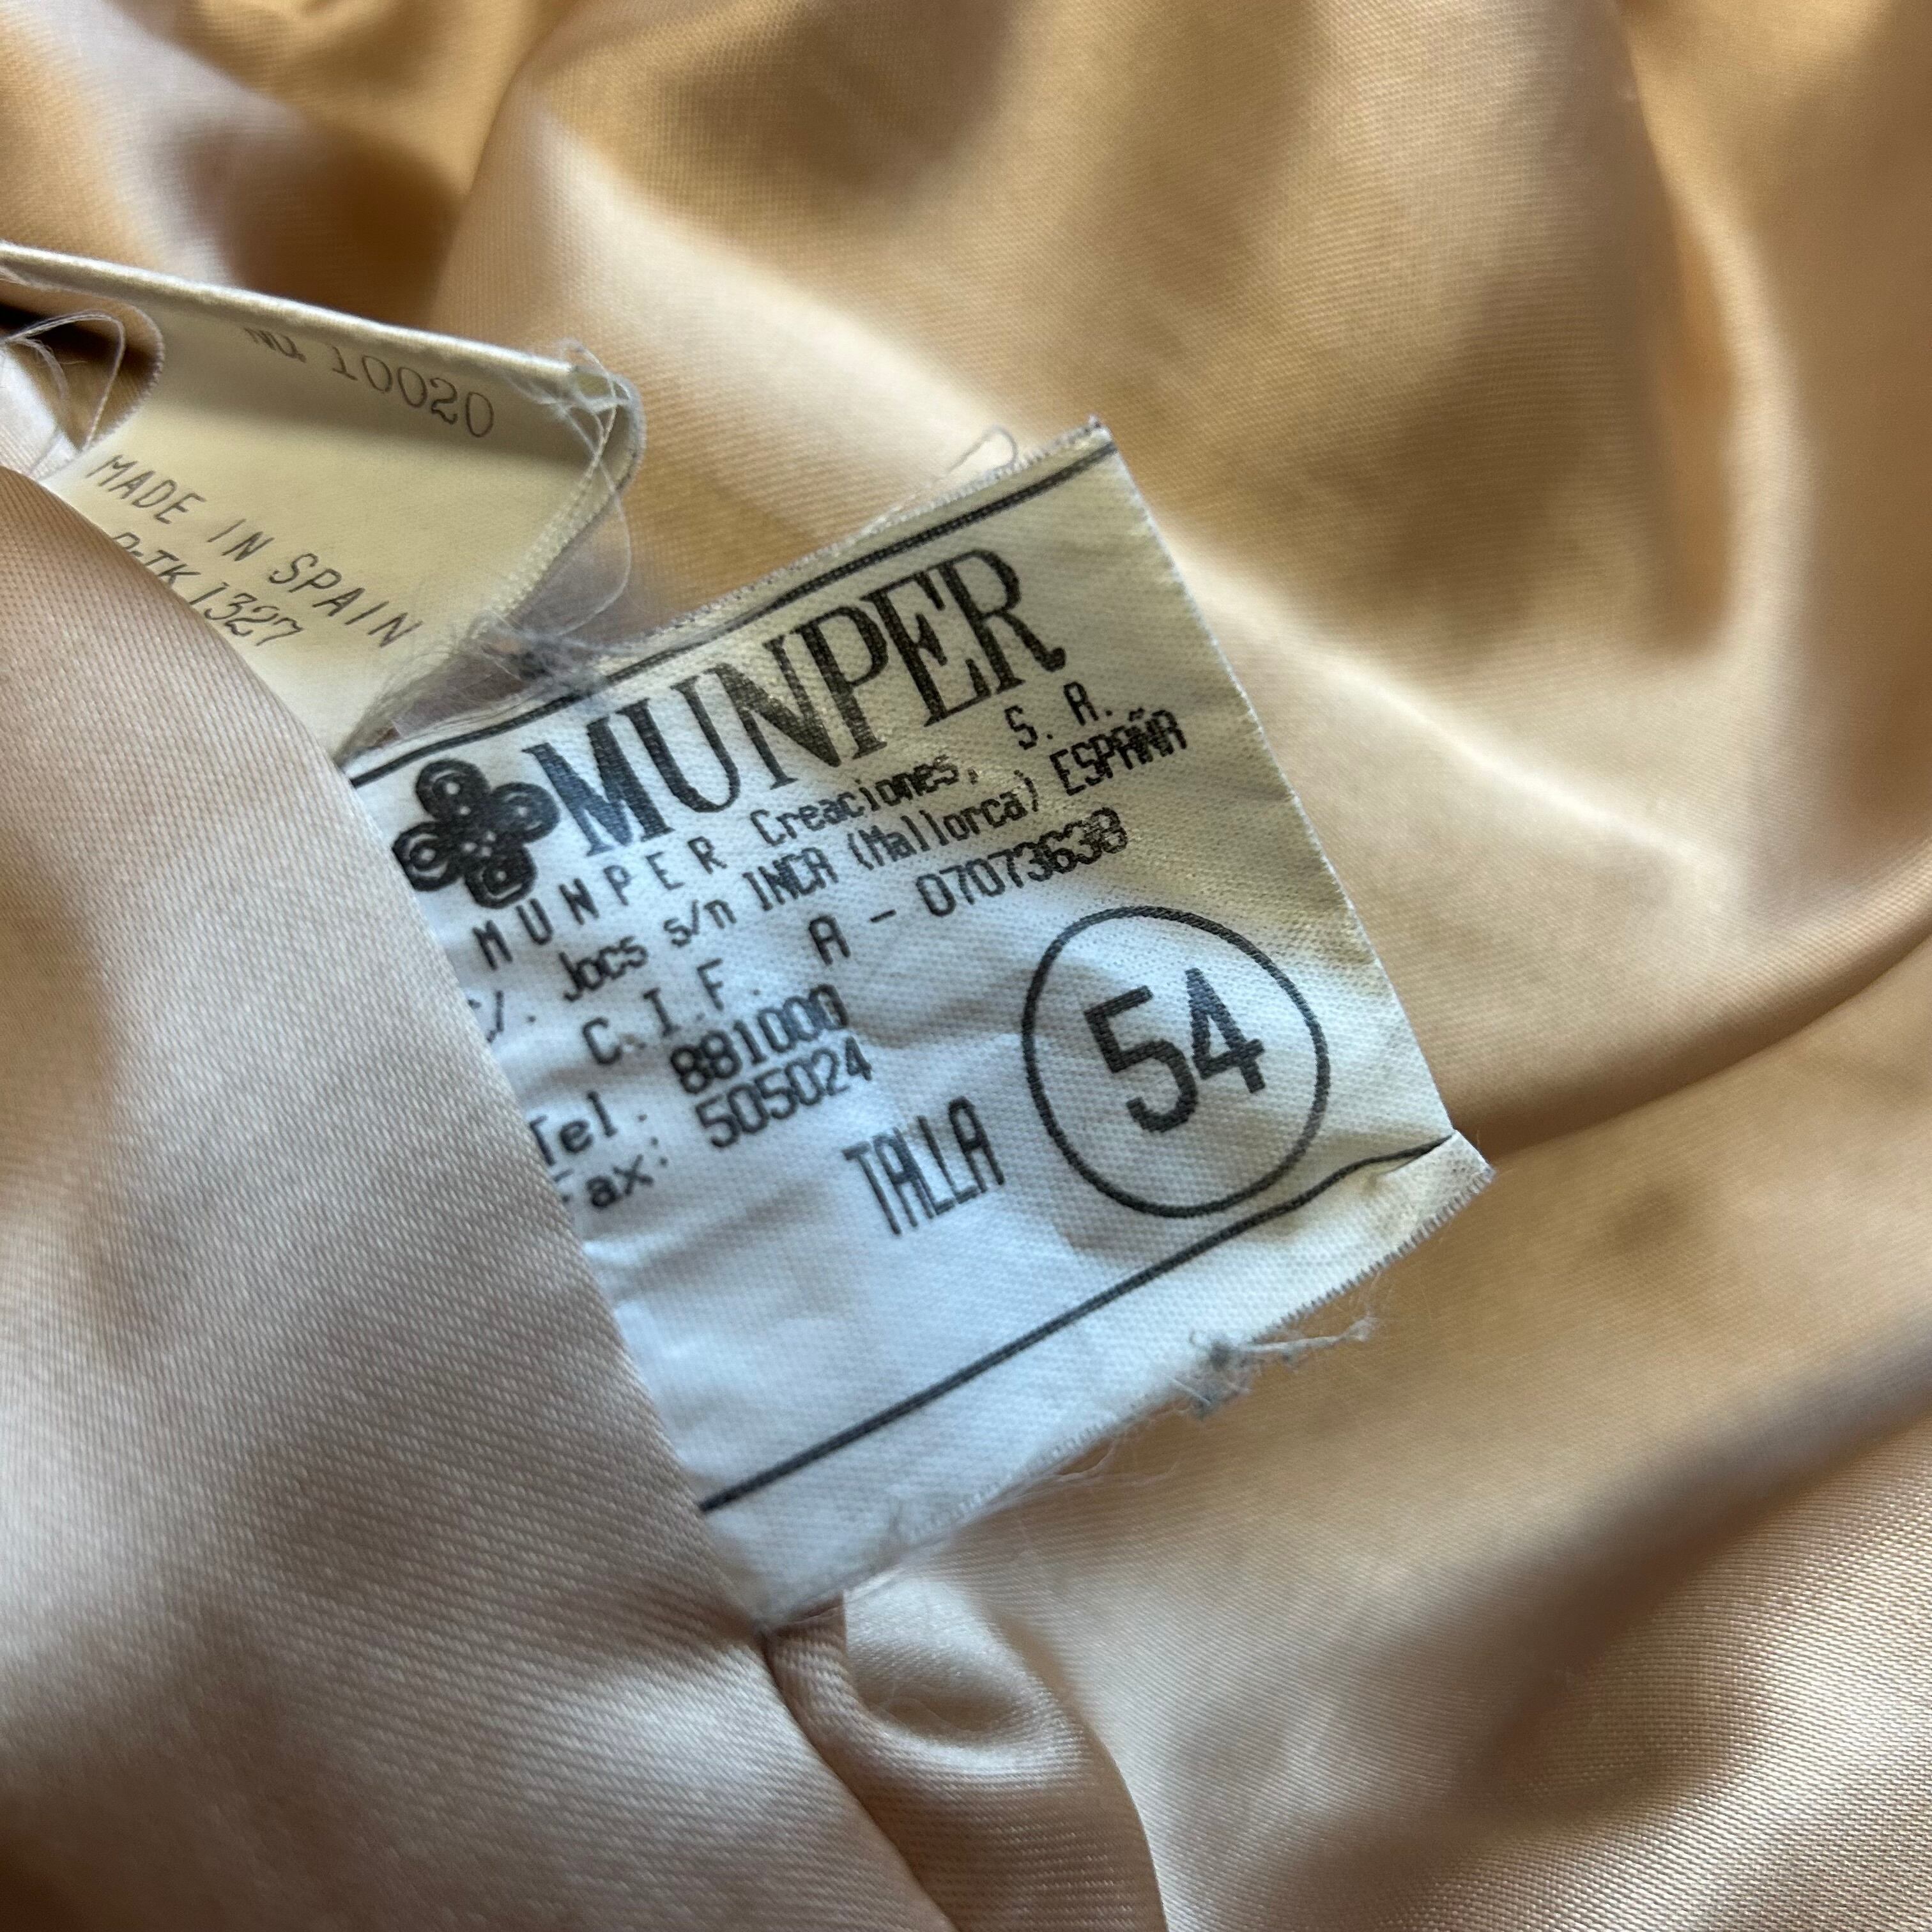 10020
MADE IN SPAIN
1327
MUNPER
MUNPER Creaciones, S. A.
C/. Jocs s/n INCA (Mallorca) ESPAÑA
C.I.F. A - 07073638
Tel. 881000
Fax: 505024
TALLA 54